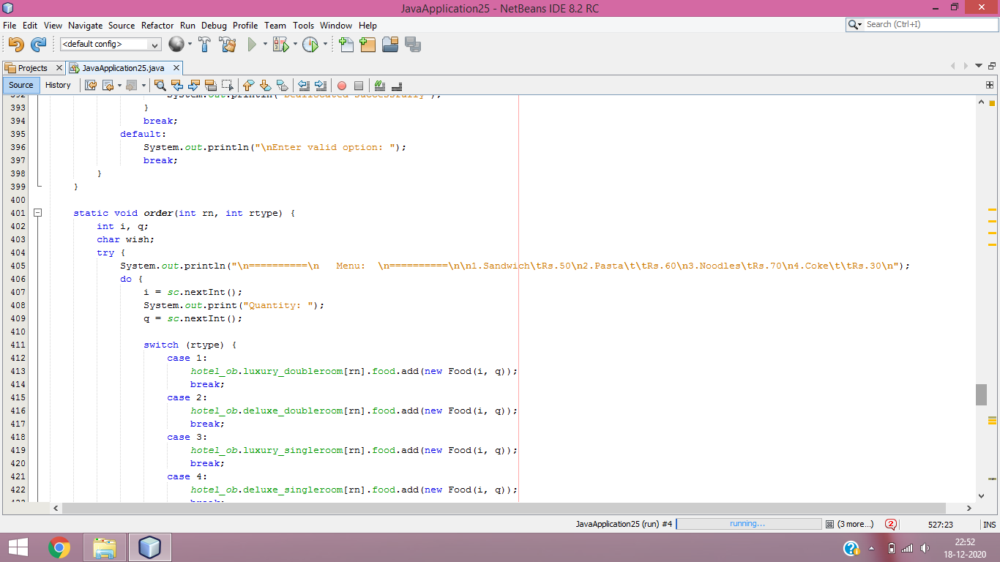 JavaApplication25 - NetBeans IDE 8.2 RC
File Edit View Navigate Source Refactor Run Debug Profile Team Tools Window Help
Search (Ctrl+I)
<default config>
Projects JavaApplication25.java
Source History
392 System.out.println("Deallocated Successfully");
393 }
394 break;
395 default:
396 System.out.println("\nEnter valid option: ");
397 break;
398 }
399 }
400
401 static void order(int rn, int rtype) {
402 int i, q;
403 char wish;
404 try {
405 System.out.println("\n==========\n   Menu:  \n==========\n\n1.Sandwich\tRs.50\n2.Pasta\t\tRs.60\n3.Noodles\tRs.70\n4.Coke\t\tRs.30\n");
406 do {
407 i = sc.nextInt();
408 System.out.print("Quantity: ");
409 q = sc.nextInt();
410
411 switch (rtype) {
412 case 1:
413 hotel_ob.luxury_doubleroom[rn].food.add(new Food(i, q));
414 break;
415 case 2:
416 hotel_ob.deluxe_doubleroom[rn].food.add(new Food(i, q));
417 break;
418 case 3:
419 hotel_ob.luxury_singleroom[rn].food.add(new Food(i, q));
420 break;
421 case 4:
422 hotel_ob.deluxe_singleroom[rn].food.add(new Food(i, q));
JavaApplication25 (run) #4 running... (3 more...) 2 527:23 INS
22:52
18-12-2020